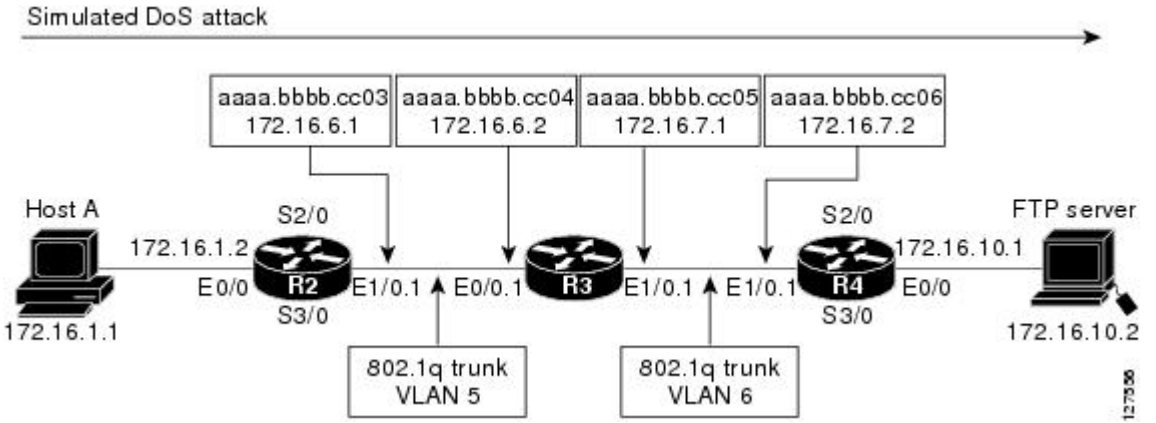 Simulated DoS attack
aaaa.bbbb.cc03
172.16.6.1
aaaa.bbbb.cc04
172.16.6.2
aaaa.bbbb.cc05
172.16.7.1
aaaa.bbbb.cc06
172.16.7.2
Host A
S2/0
S2/0
FTP server
172.16.1.2
172.16.10.1
E0/0
R2
E1/0.1
E0/0.1
R3
E1/0.1
E1/0.1
R4
E0/0
172.16.1.1
S3/0
S3/0
172.16.10.2
802.1q trunk
VLAN 5
802.1q trunk
VLAN 6
127556